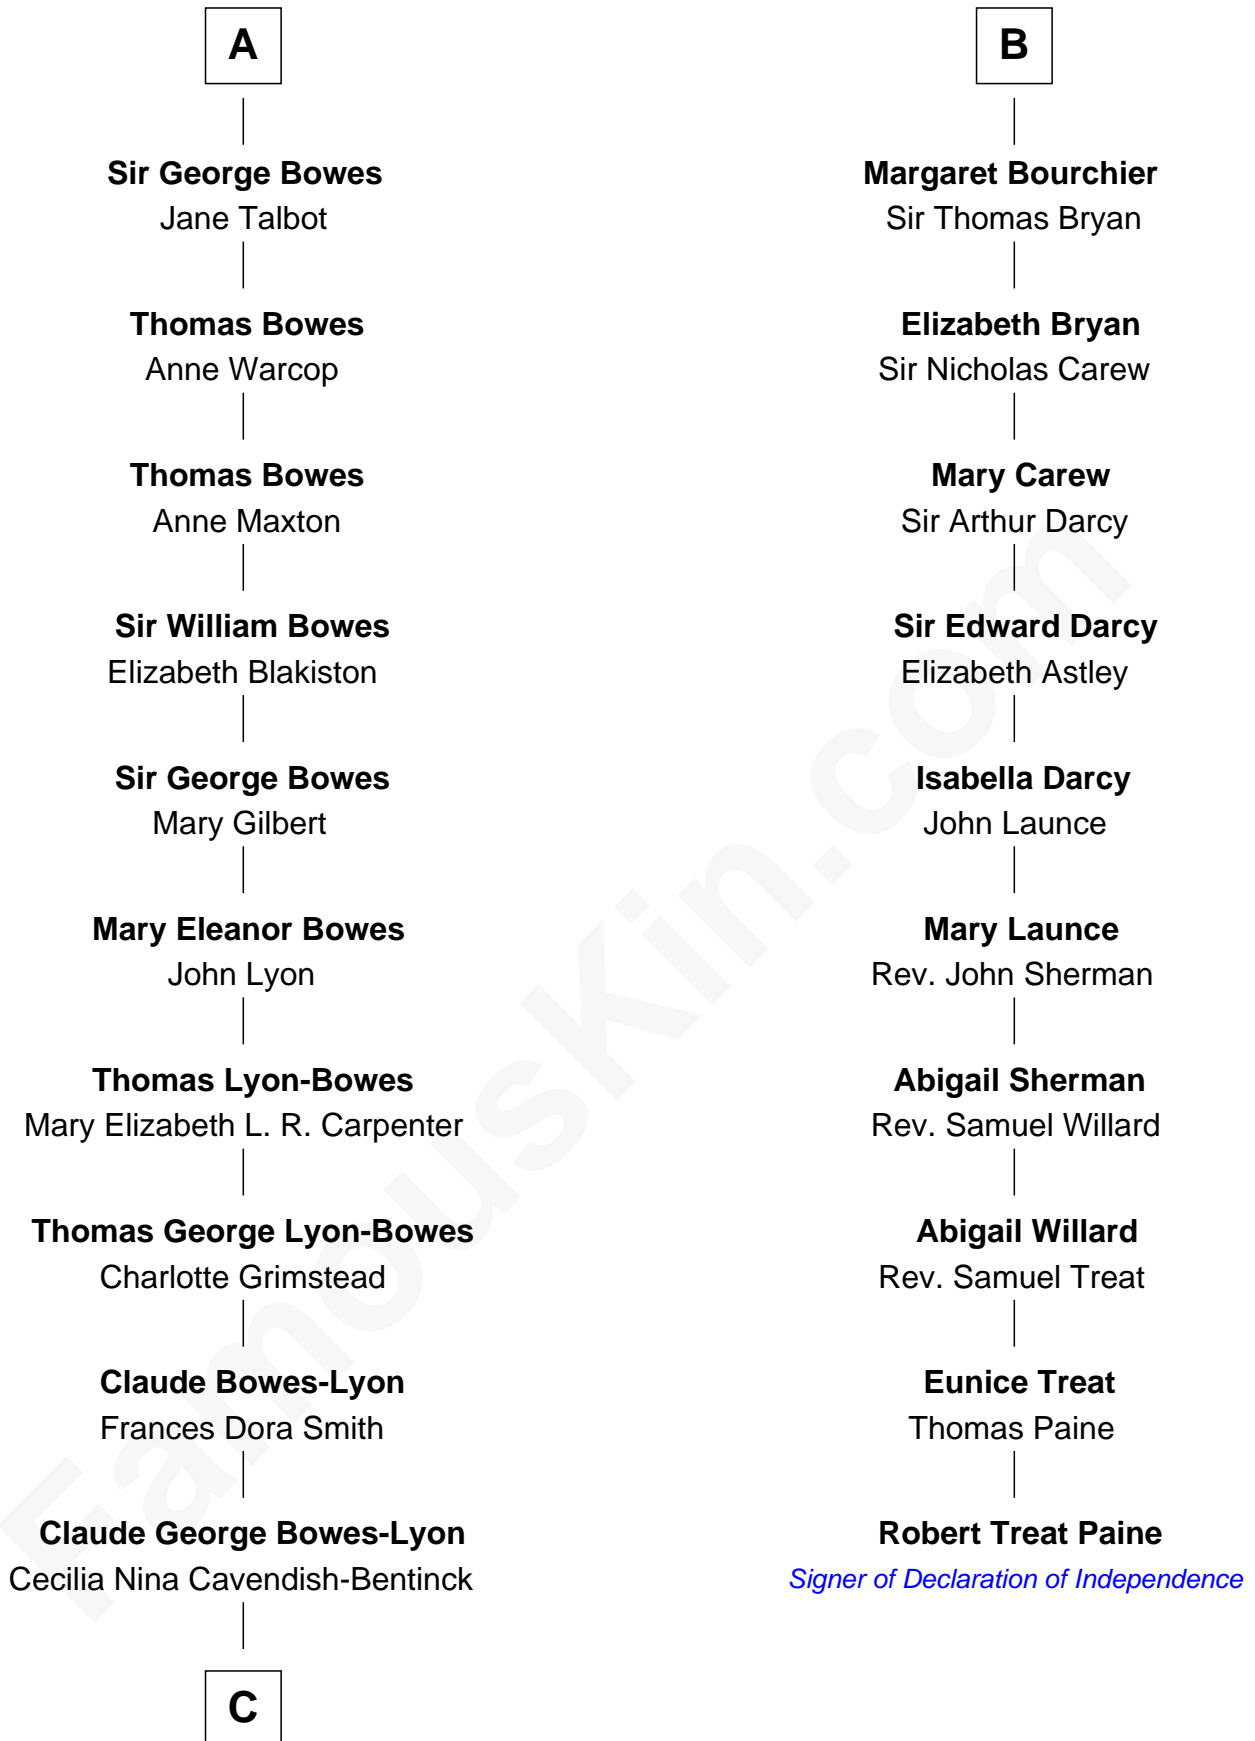 A
Sir George Bowes
Jane Talbot
Thomas Bowes
Anne Warcop
Thomas Bowes
Anne Maxton
Sir William Bowes
Elizabeth Blakiston
Sir George Bowes
Mary Gilbert
Mary Eleanor Bowes
John Lyon
Thomas Lyon-Bowes
Mary Elizabeth L. R. Carpenter
Thomas George Lyon-Bowes
Charlotte Grimstead
Claude Bowes-Lyon
Frances Dora Smith
Claude George Bowes-Lyon
Cecilia Nina Cavendish-Bentinck
C
B
Margaret Bourchier
Sir Thomas Bryan
Elizabeth Bryan
Sir Nicholas Carew
Mary Carew
Sir Arthur Darcy
Sir Edward Darcy
Elizabeth Astley
Isabella Darcy
John Launce
Mary Launce
Rev. John Sherman
Abigail Sherman
Rev. Samuel Willard
Abigail Willard
Rev. Samuel Treat
Eunice Treat
Thomas Paine
Robert Treat Paine
Signer of Declaration of Independence
FamousKin.com